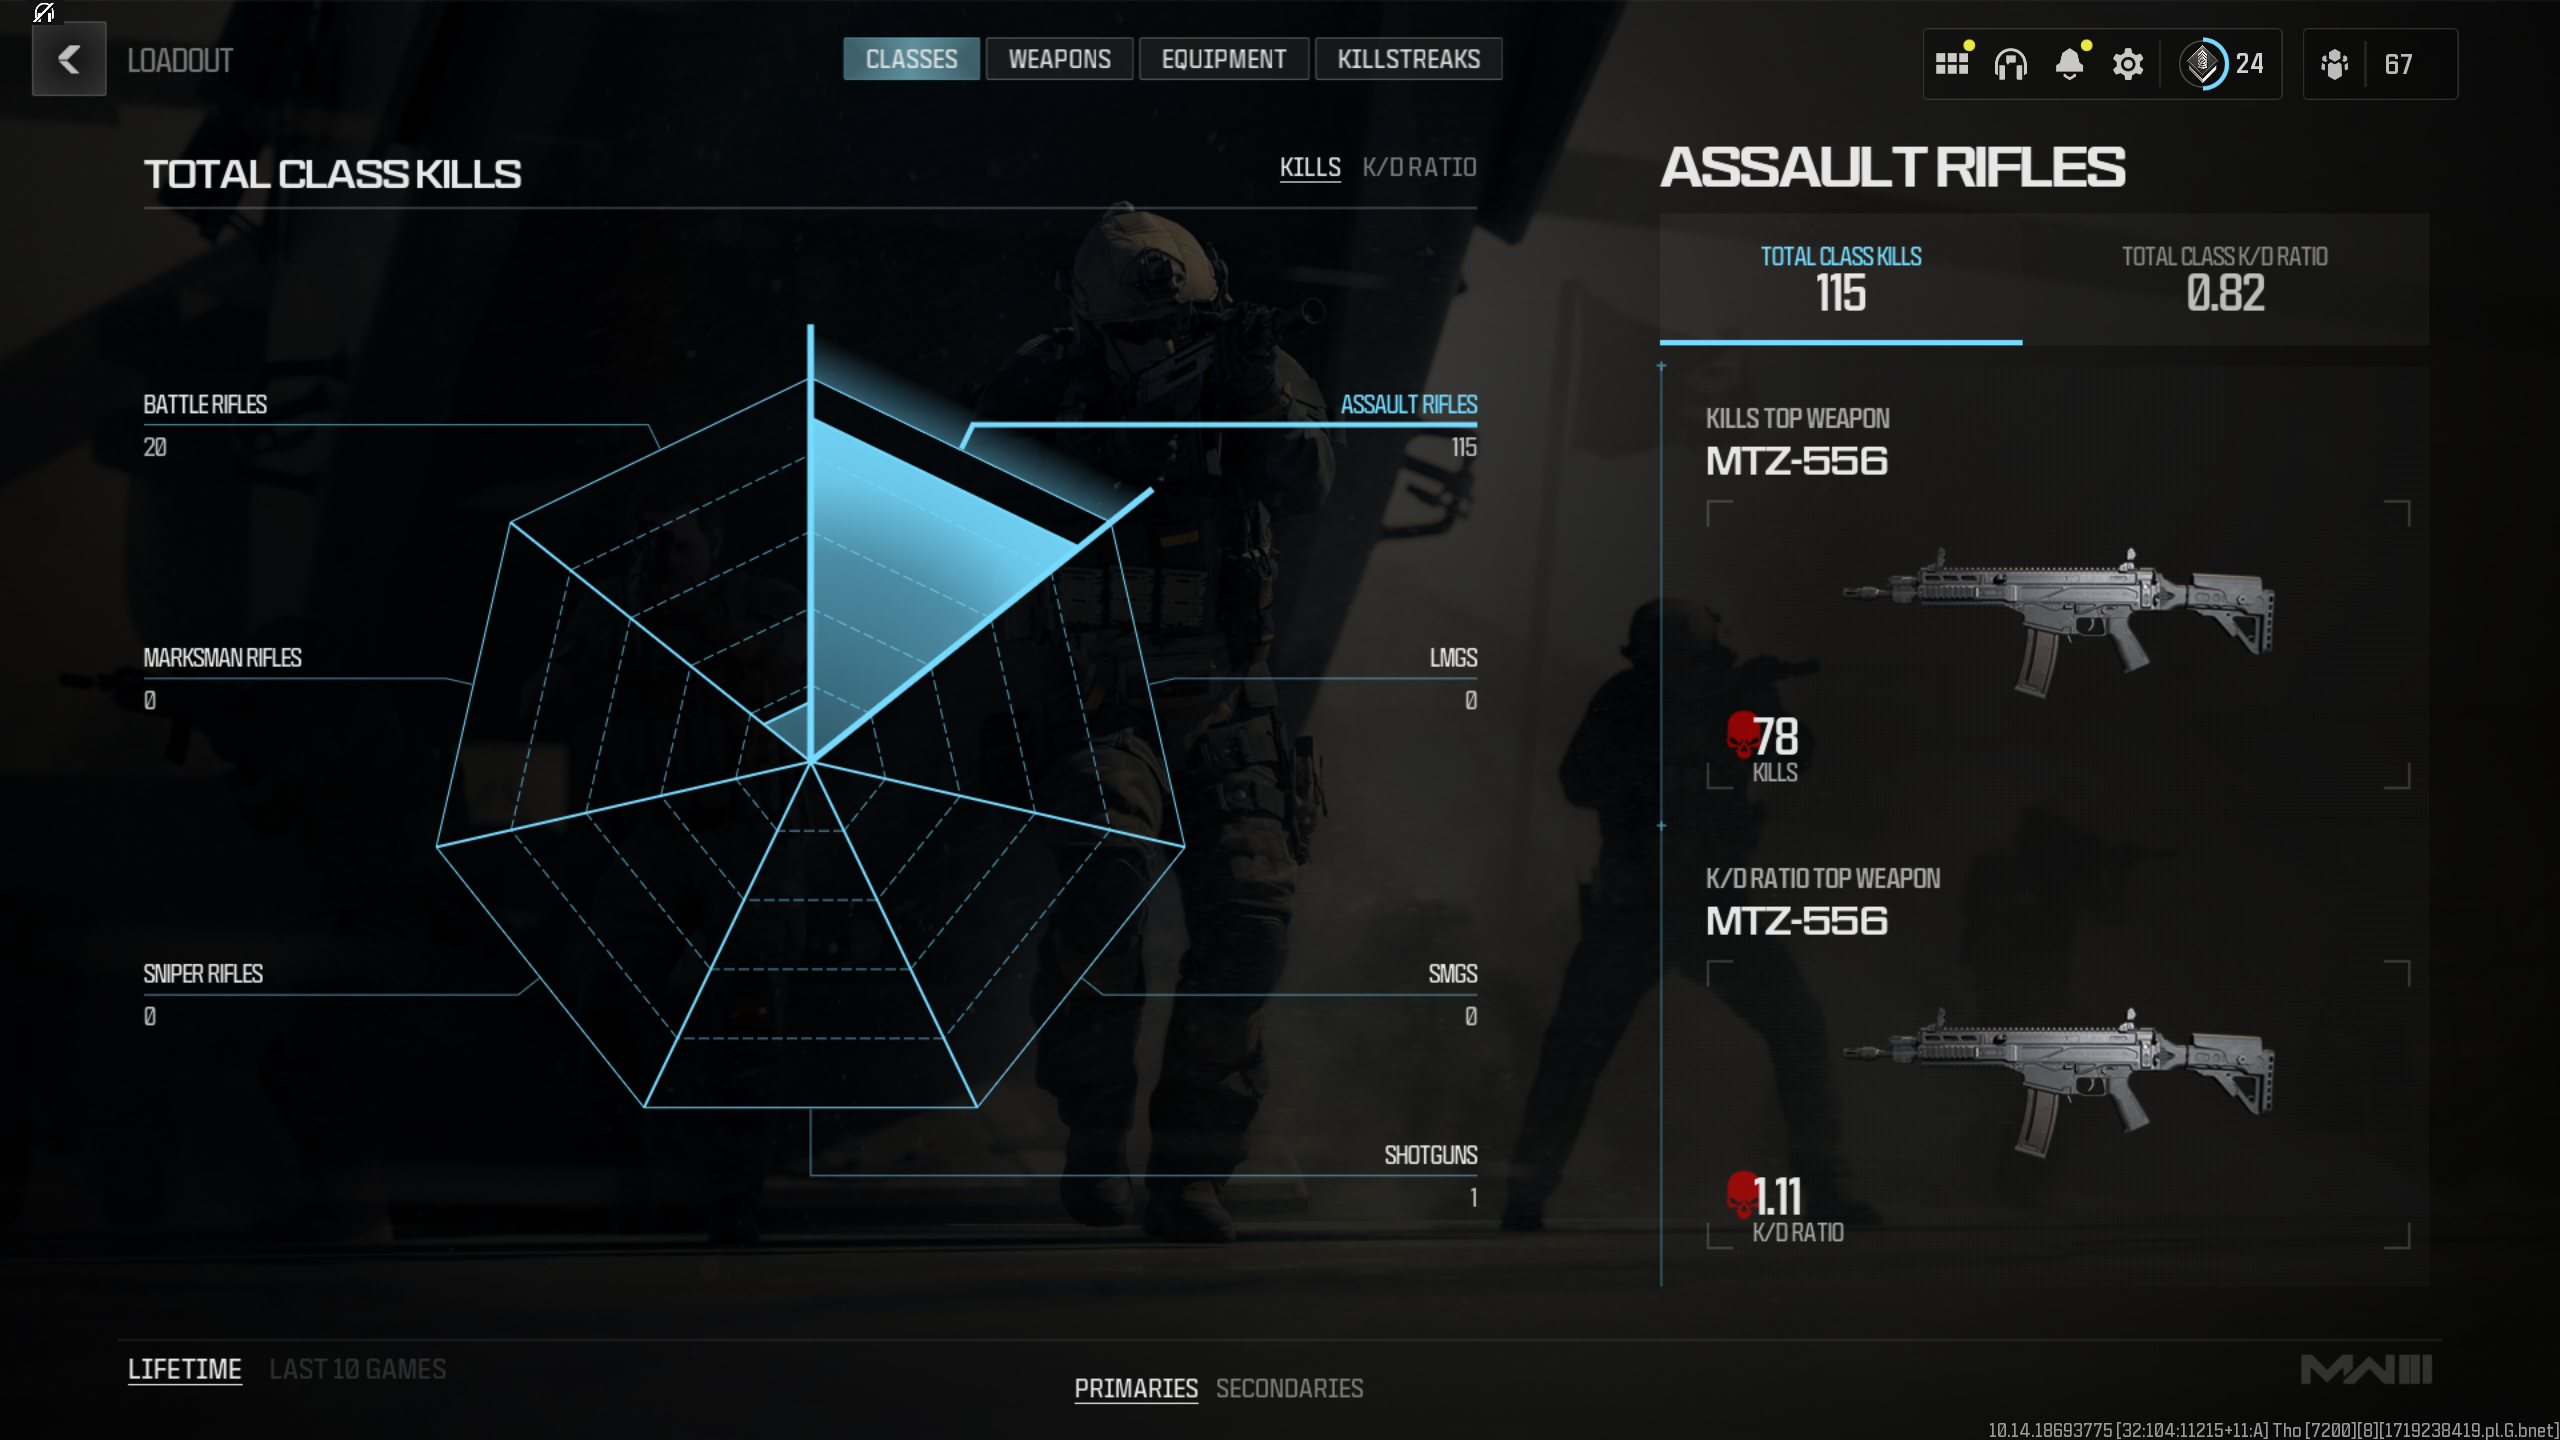 LOADOUT
CLASSES
WEAPONS
EQUIPMENT
KILLSTREAKS
24
67
TOTAL CLASS KILLS
KILLS
K/D RATIO
BATTLE RIFLES
20
MARKSMAN RIFLES
0
SNIPER RIFLES
0
ASSAULT RIFLES
115
LMGS
0
SMGS
0
SHOTGUNS
1
ASSAULT RIFLES
TOTAL CLASS KILLS
115
TOTAL CLASS K/D RATIO
0.82
KILLS TOP WEAPON
MTZ-556
78
KILLS
K/D RATIO TOP WEAPON
MTZ-556
1.11
K/D RATIO
LIFETIME
LAST 10 GAMES
PRIMARIES
SECONDARIES
MWIII
10.14.18693775 [32:104:11215+11:A] Tho [7200][8][1719238419.pl.G.bnet]